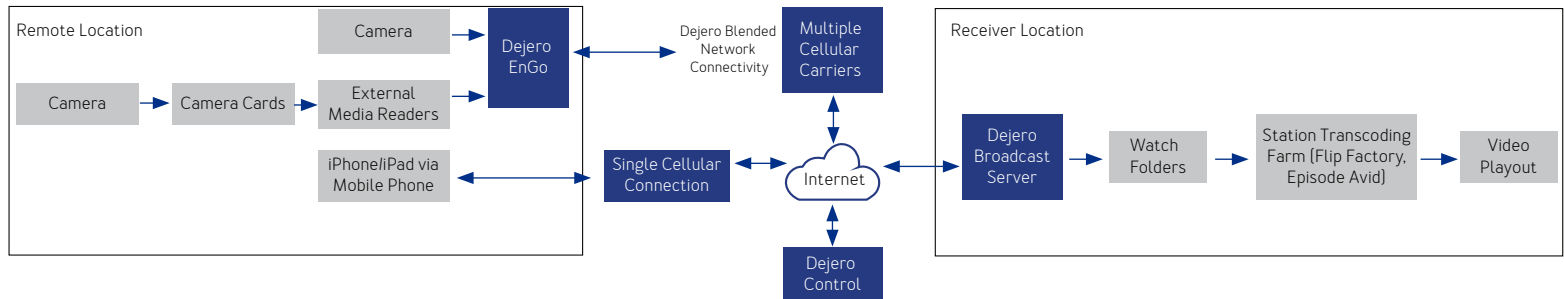 Remote Location
Camera
Dejero
EnGo
Camera
Camera Cards
External
Media Readers
iPhone/iPad via
Mobile Phone
Dejero Blended
Network
Connectivity
Multiple
Cellular
Carriers
Single Cellular
Connection
Internet
Dejero
Control
Receiver Location
Dejero
Broadcast
Server
Watch
Folders
Station Transcoding
Farm (Flip Factory,
Episode Avid)
Video
Playout